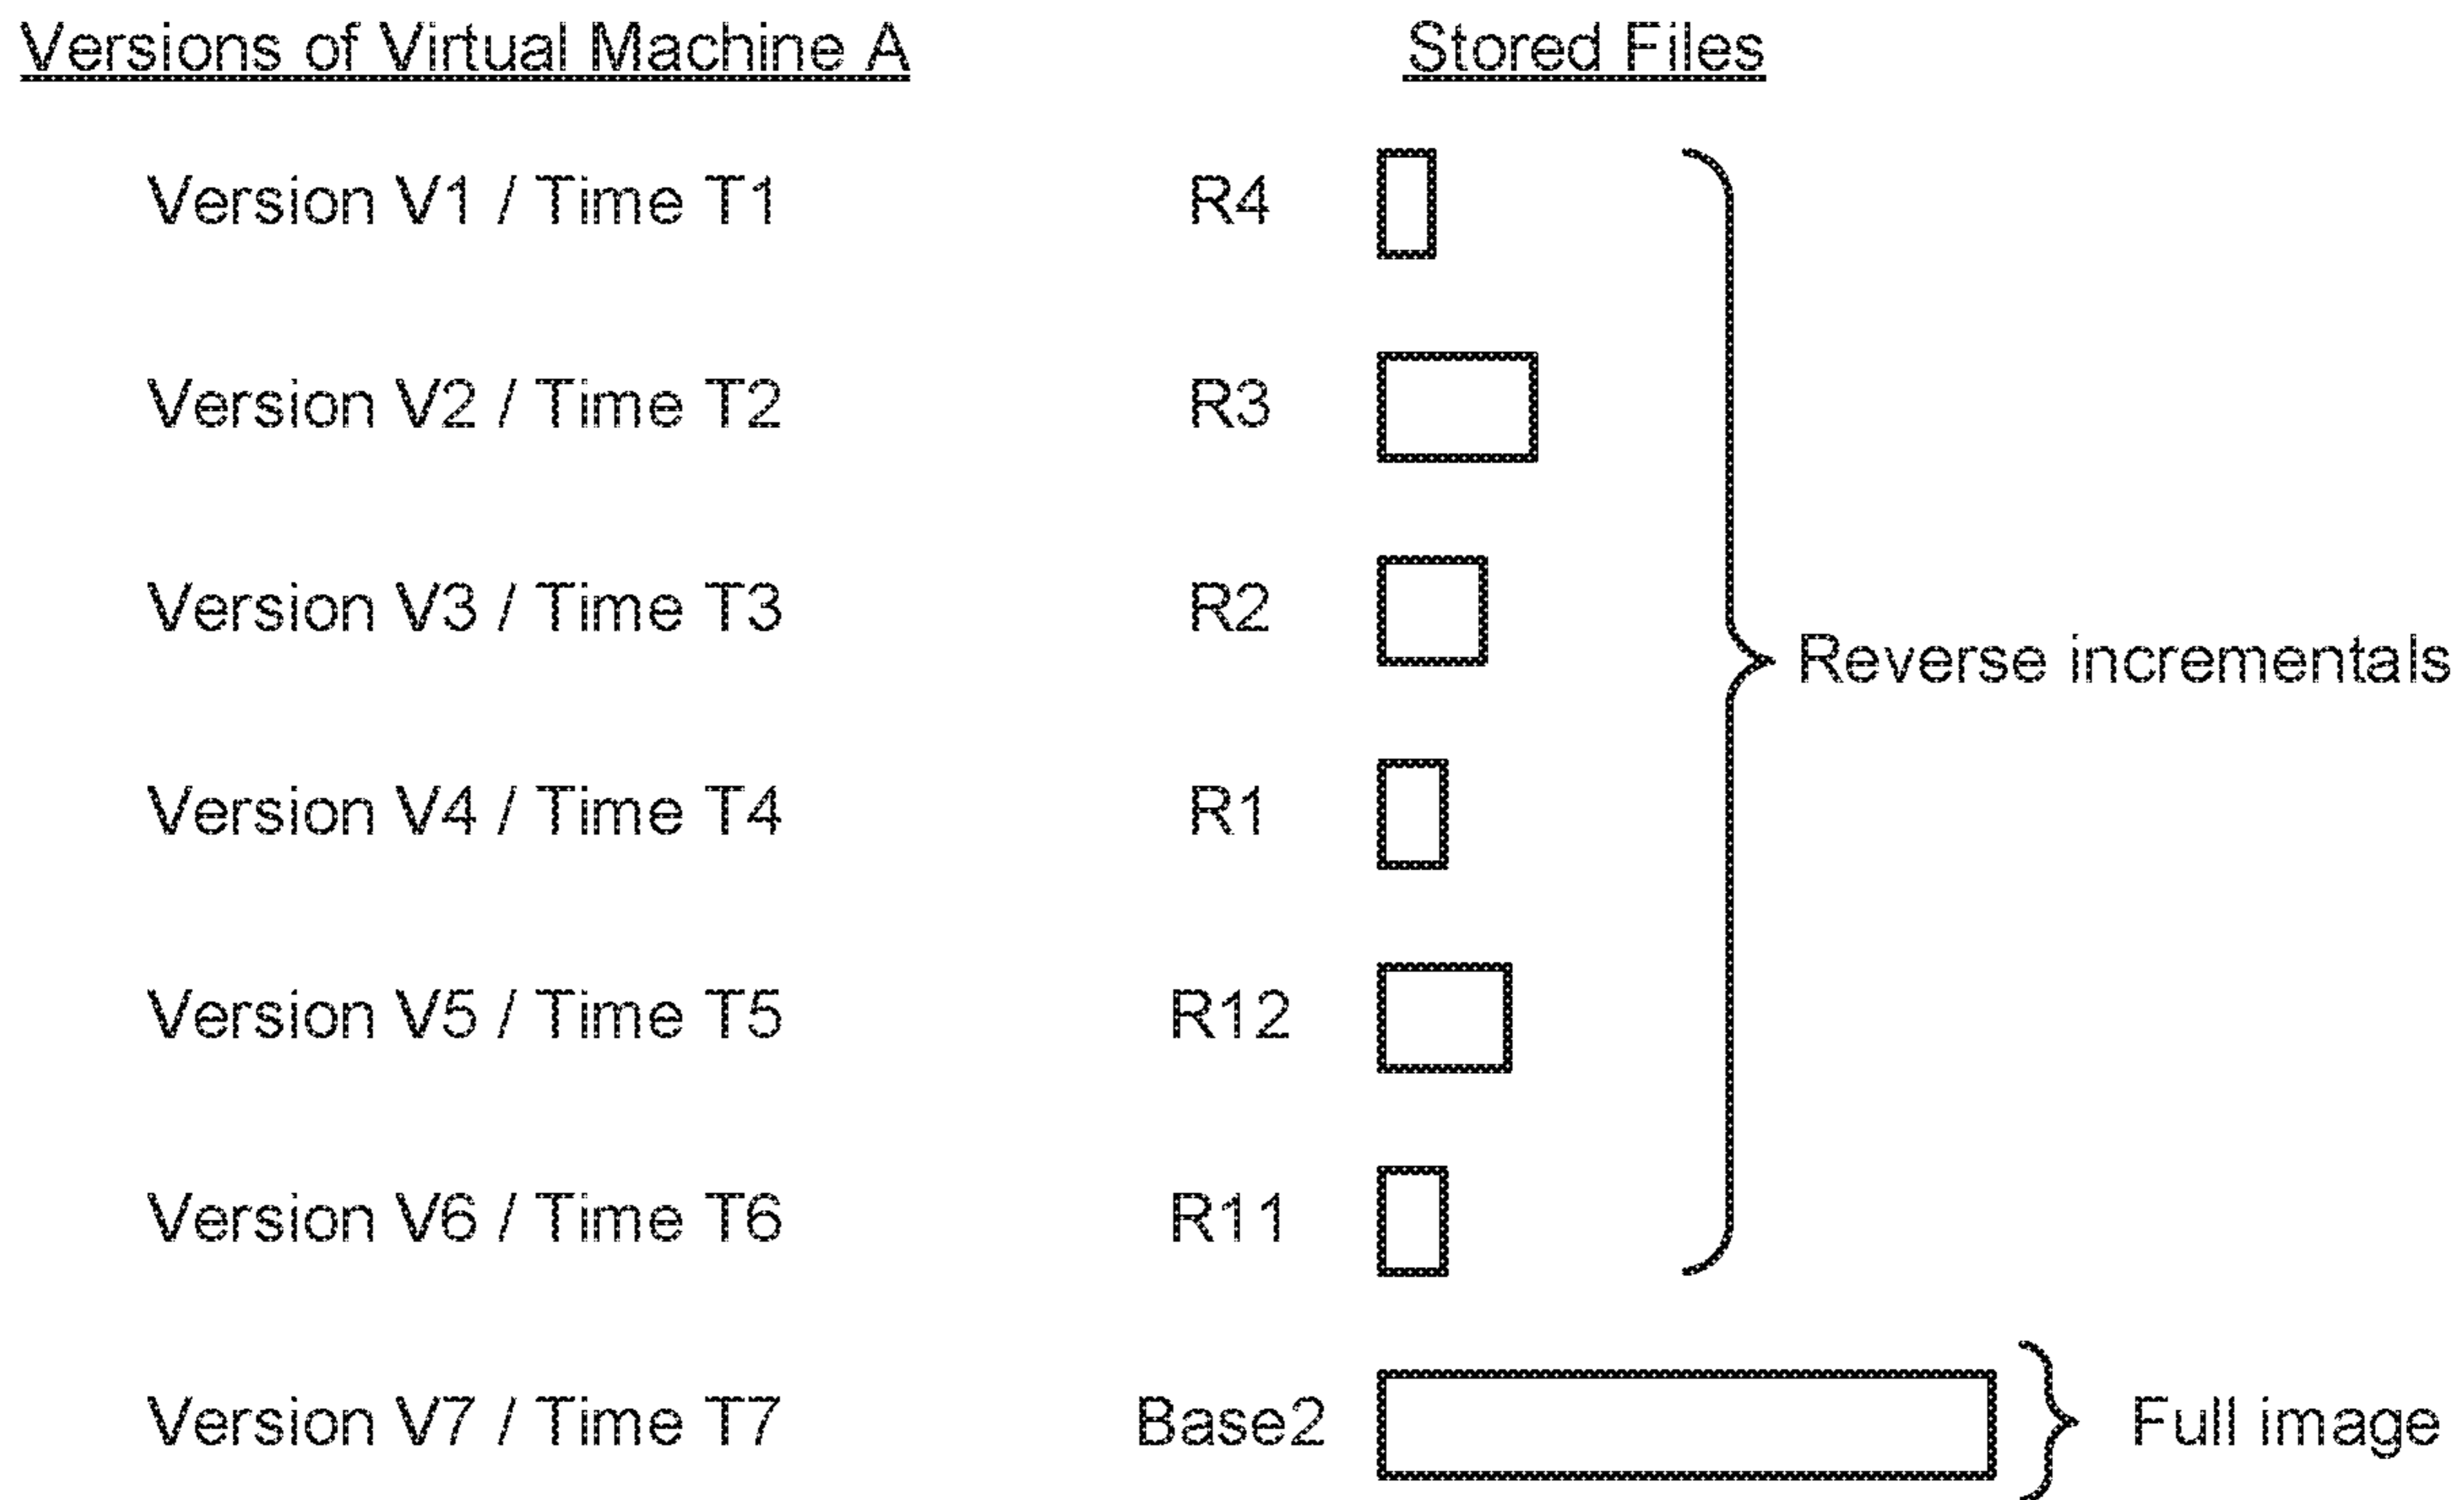 Versions of Virtual Machine A Stored Files
Version V1 / Time T1 R4
Version V2 / Time T2 R3
Version V3 / Time T3 R2
Reverse incrementals
Version V4 / Time T4 R1
Version V5 / Time T5 R12
Version V6 / Time T6 R11
Version V7 / Time T7 Base2 Full image